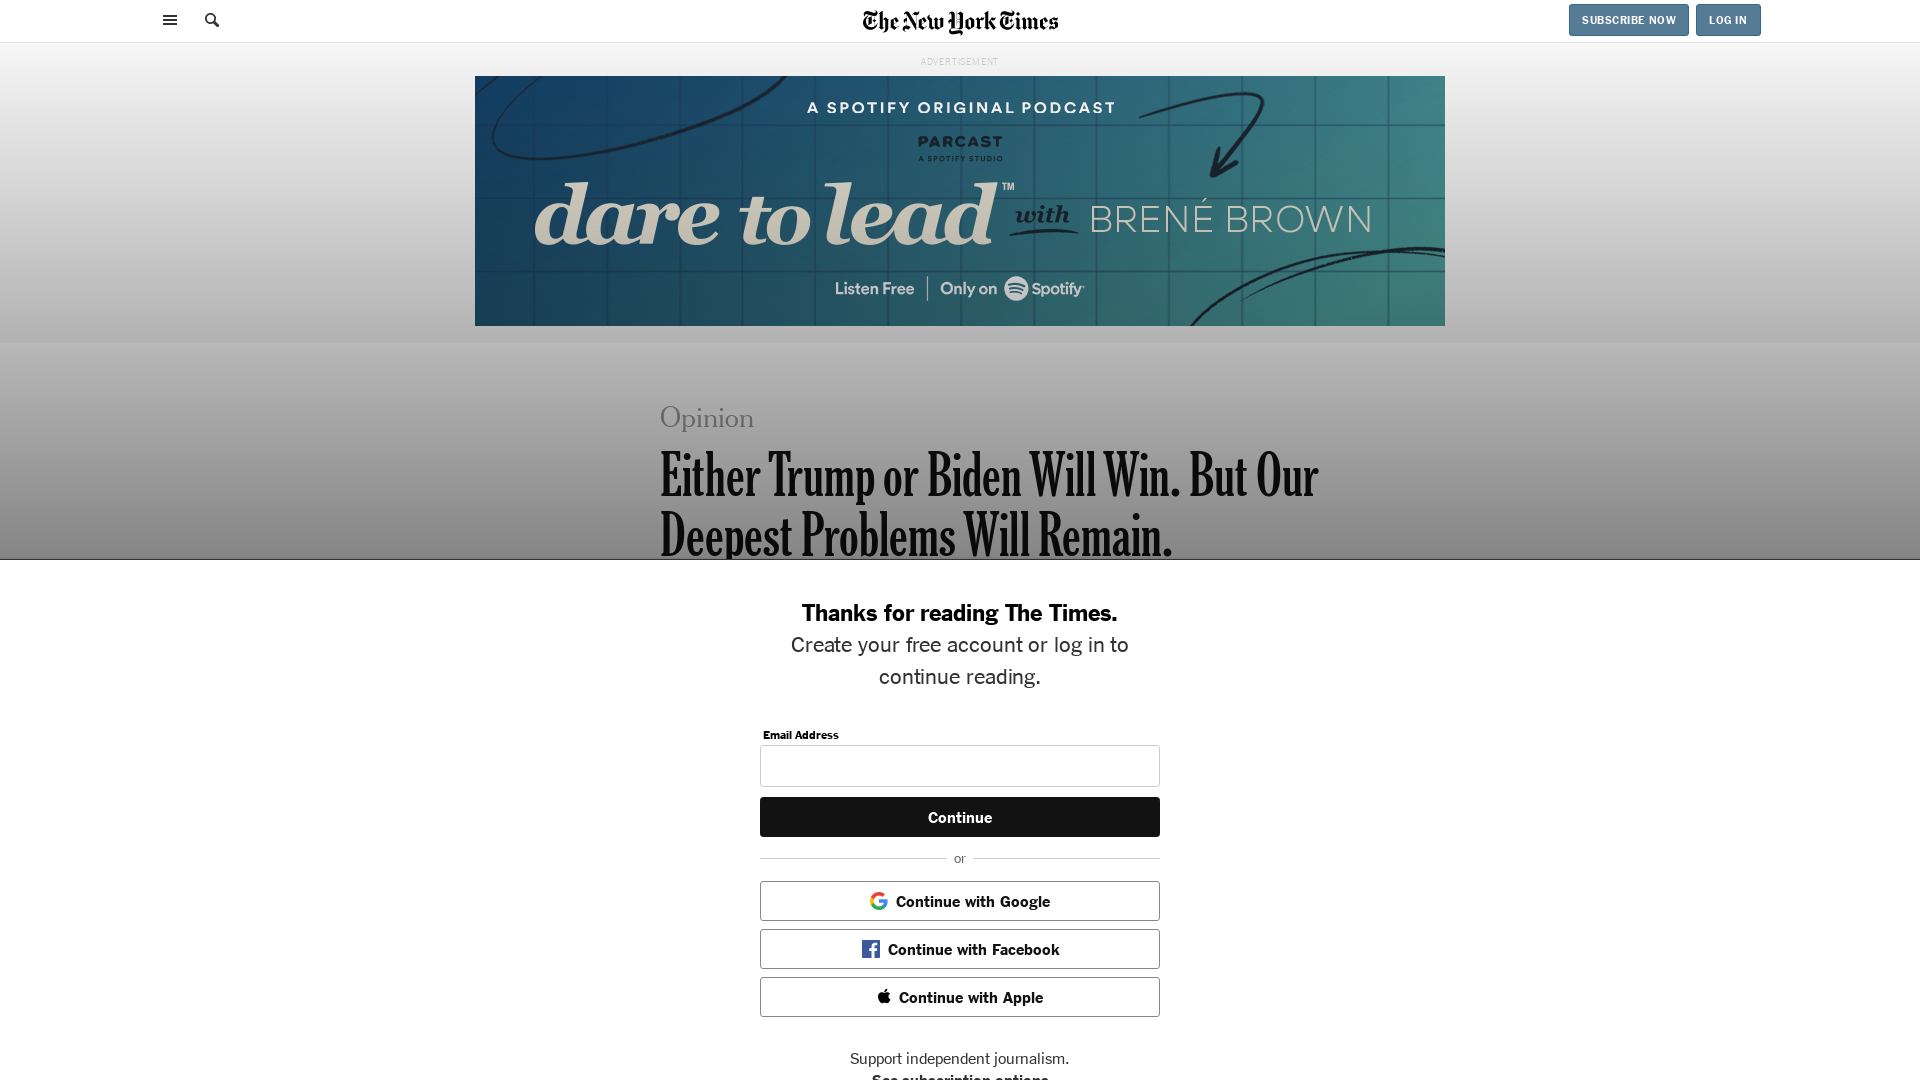 The New York Times
SUBSCRIBE NOW
LOG IN
ADVERTISEMENT
A SPOTIFY ORIGINAL PODCAST
PARCAST
A SPOTIFY STUDIO
dare to lead™ with BRENÉ BROWN
Listen Free | Only on Spotify
Opinion
Either Trump or Biden Will Win. But Our
Deepest Problems Will Remain.
Thanks for reading The Times.
Create your free account or log in to
continue reading.
Email Address
Continue
or
Continue with Google
Continue with Facebook
Continue with Apple
Support independent journalism.
See subscription options.